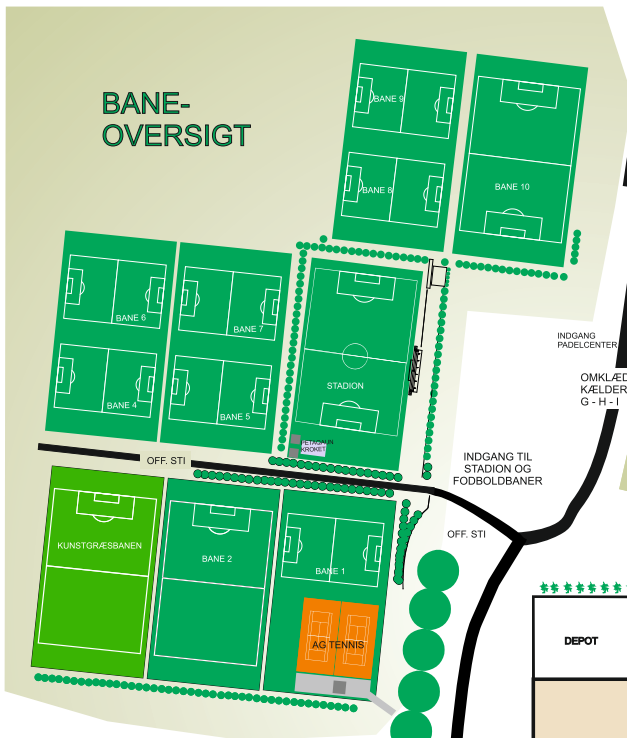 BANE-
OVERSIGT
BANE 9
BANE 8
BANE 10
BANE 6
BANE 7
BANE 4
BANE 5
STADION
PETAQAUN
KROKET
INDGANG
PADELCENTER
OMKLÆD
KÆLDER
G - H - I
INDGANG TIL
STADION OG
FODBOLDBANER
OFF. STI
OFF. STI
KUNSTGRÆSBANEN
BANE 2
BANE 1
AG TENNIS
DEPOT